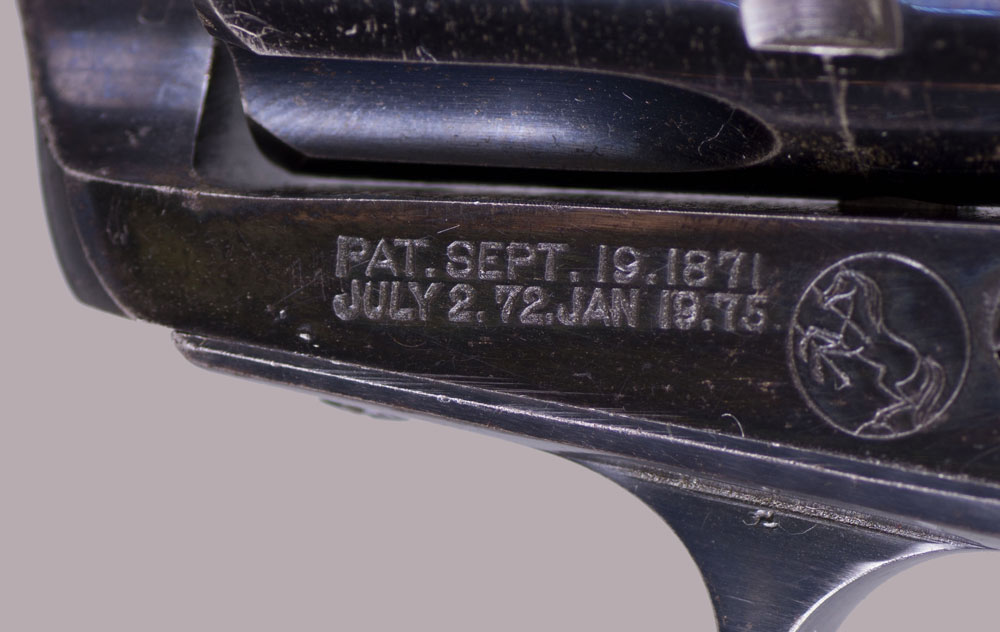 PAT. SEPT. 19. 1871
JULY 2. 72. JAN 19. 75.